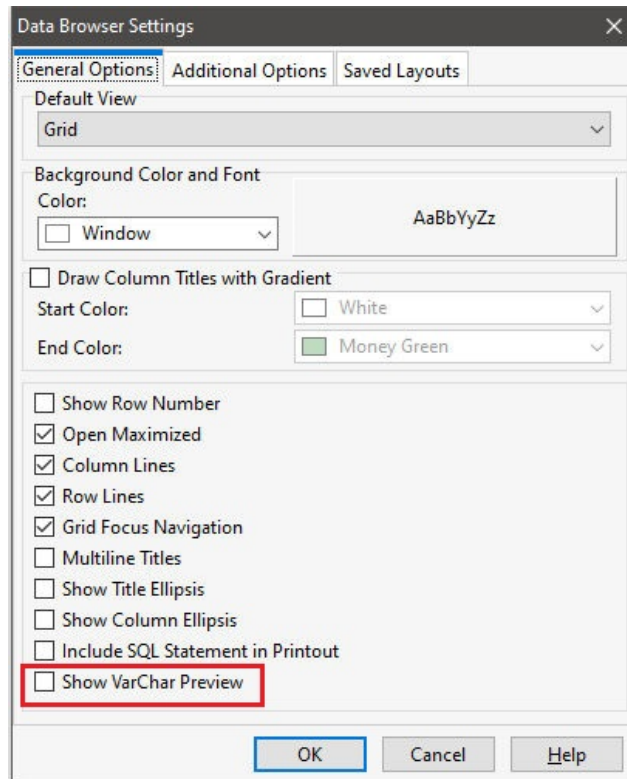 Data Browser Settings
General Options Additional Options Saved Layouts
Default View
Grid
Background Color and Font
Color:
Window
AaBbYyZz
Draw Column Titles with Gradient
Start Color: White
End Color: Money Green
Show Row Number
Open Maximized
Column Lines
Row Lines
Grid Focus Navigation
Multiline Titles
Show Title Ellipsis
Show Column Ellipsis
Include SQL Statement in Printout
Show VarChar Preview
OK Cancel Help